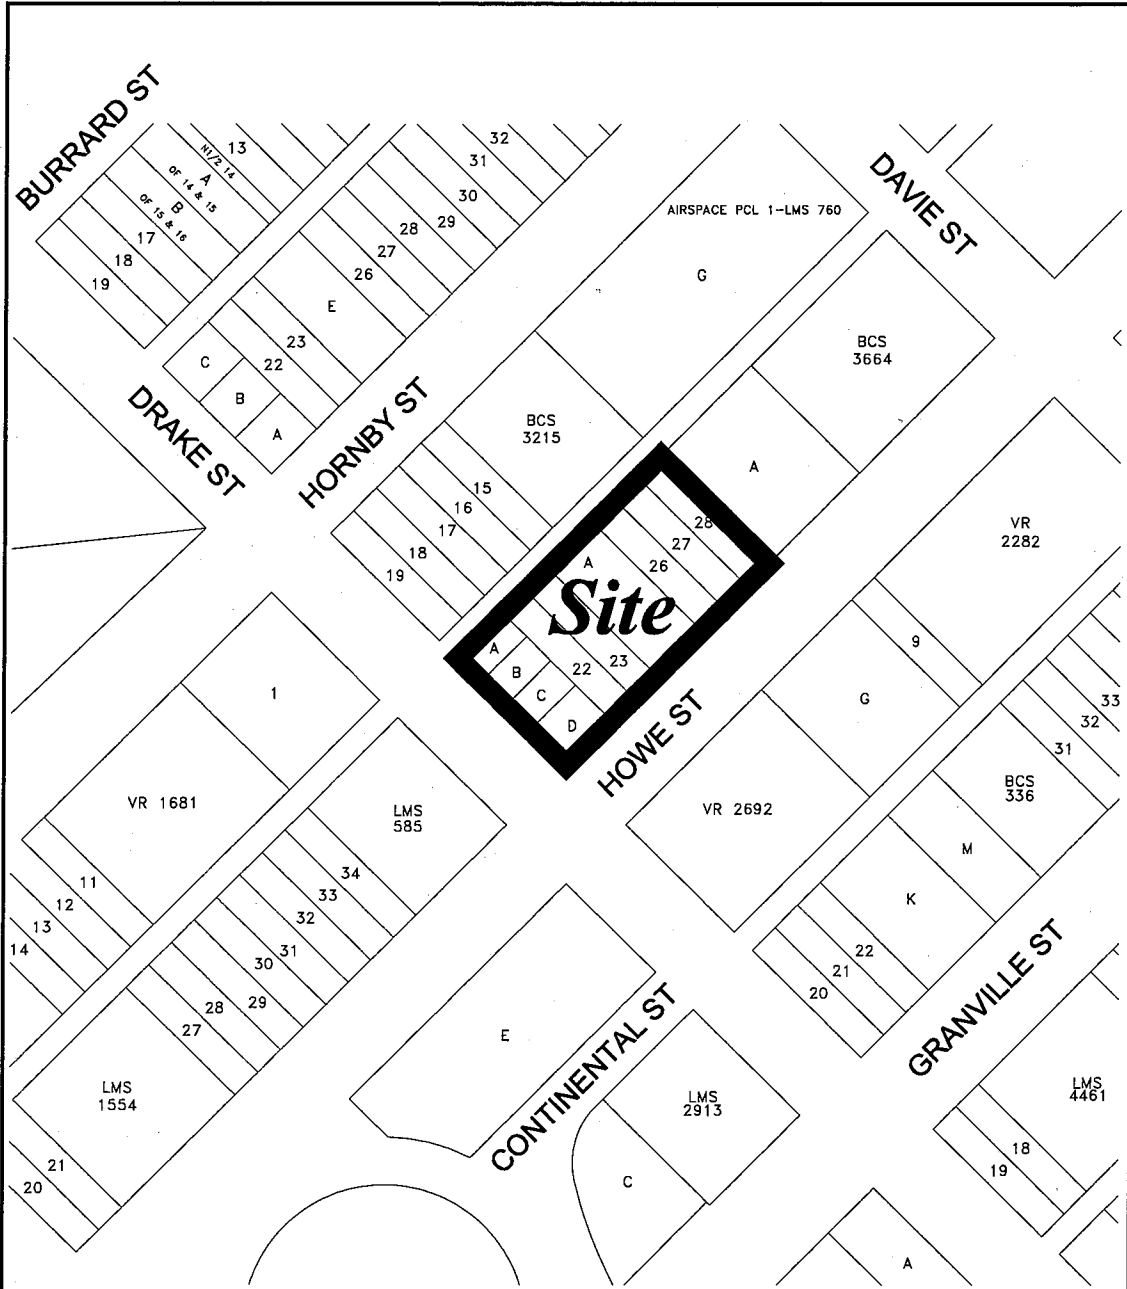 BURRARD ST
13
N1/2 14
A
OF 14 & 15
B
OF 15 & 16
17
18
19
32
31
30
29
28
27
26
E
23
22
C
B
A
DAVIE ST
AIRSPACE PCL 1-LMS 760
G
BCS
3664
DRAKE ST
HORNBY ST
BCS
3215
15
16
17
18
19
A
VR
2282
28
27
26
A
Site
23
22
A
B
C
D
HOWE ST
9
G
VR 2692
33
32
31
BCS
336
M
K
22
21
20
1
VR 1681
11
12
13
14
LMS
585
34
33
32
31
30
29
28
27
LMS
1554
21
20
E
CONTINENTAL ST
LMS
2913
C
GRANVILLE ST
LMS
4461
18
19
A